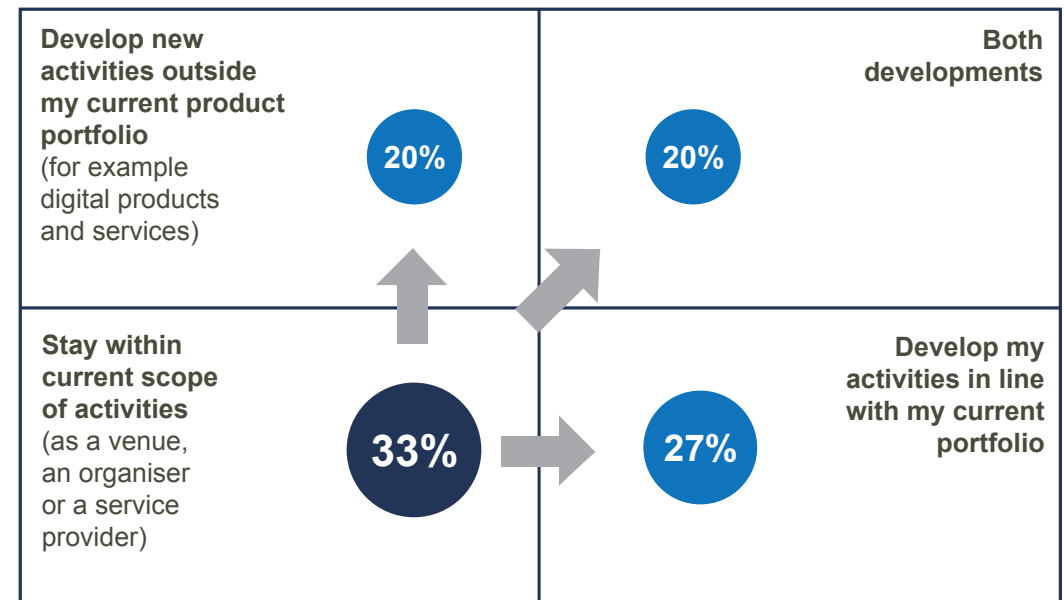 Develop new
activities outside
my current product
portfolio
(for example
digital products
and services)
20%
Both
developments
20%
Stay within
current scope
of activities
(as a venue,
an organiser
or a service
provider)
33%
Develop my
activities in line
with my current
portfolio
27%